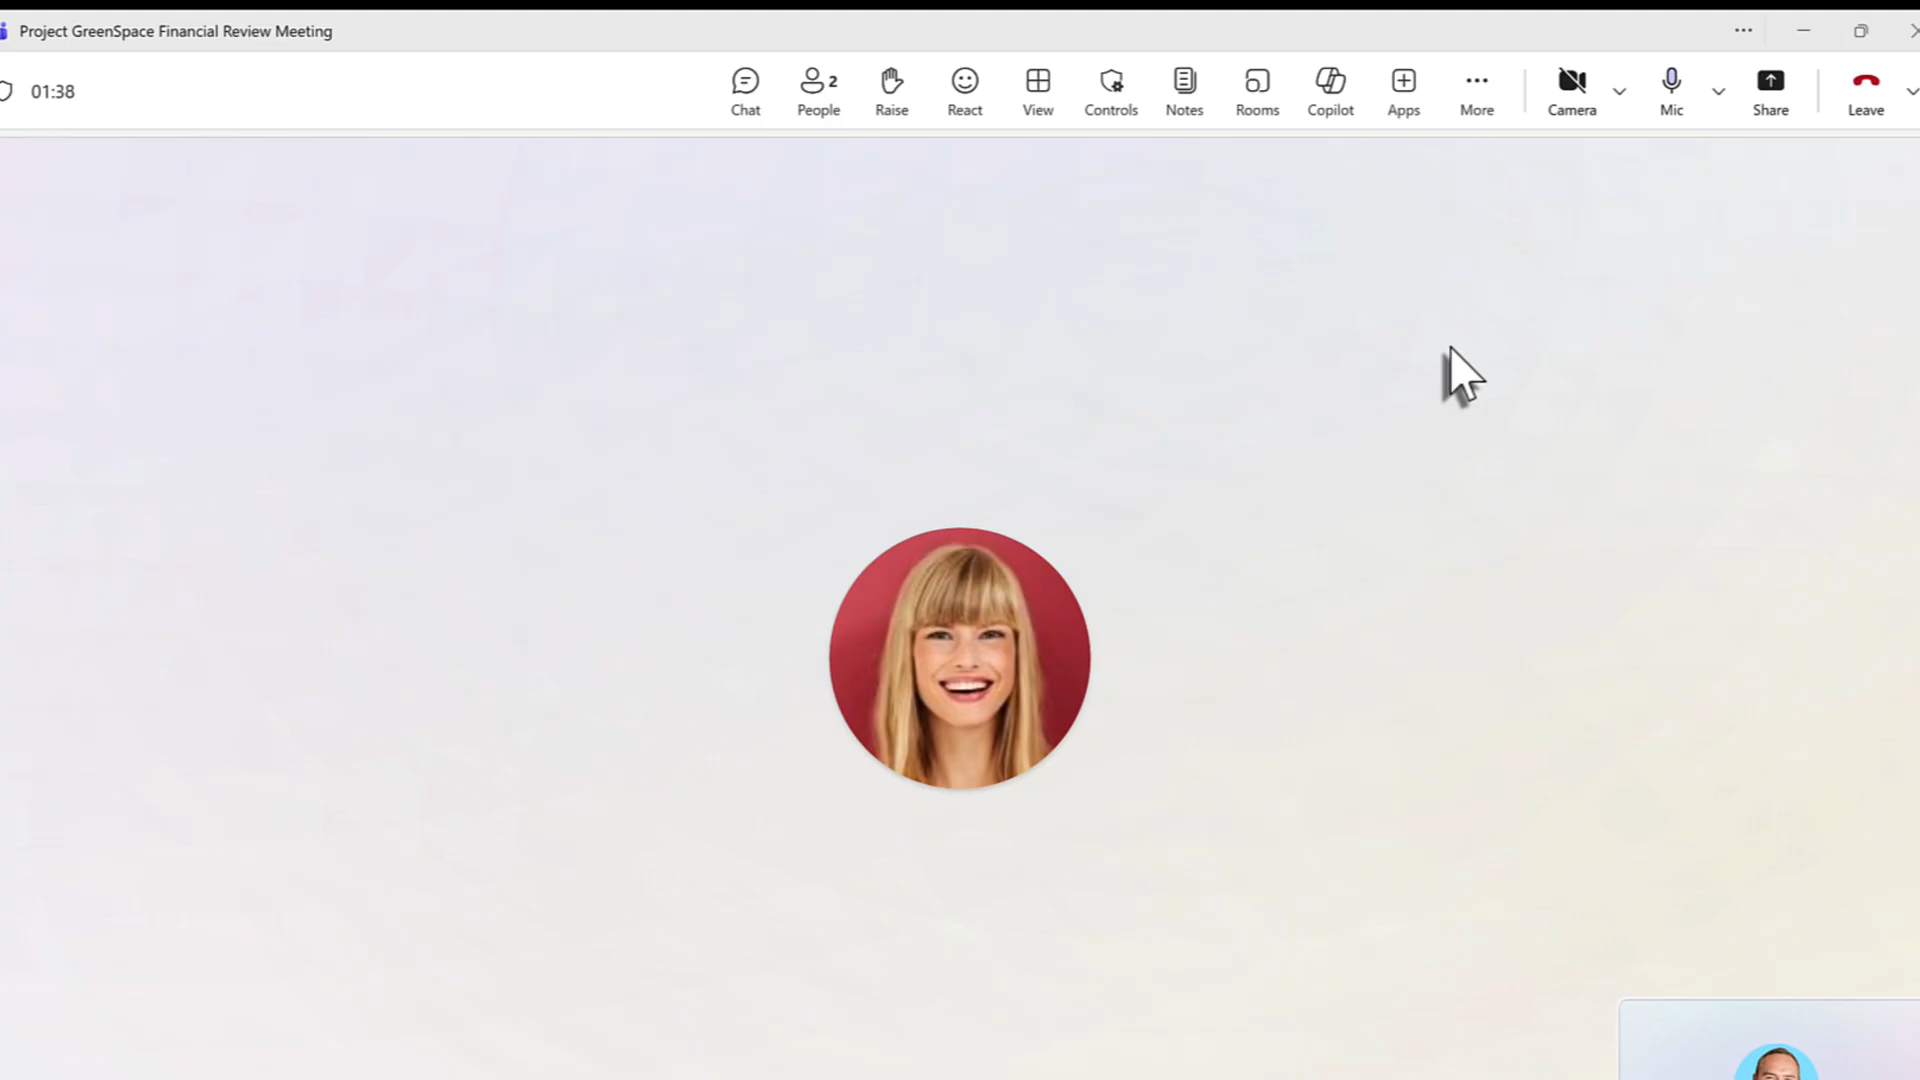 Project GreenSpace Financial Review Meeting
01:38
Chat
People 2
Raise
React
View
Controls
Notes
Rooms
Copilot
Apps
More
Camera
Mic
Share
Leave